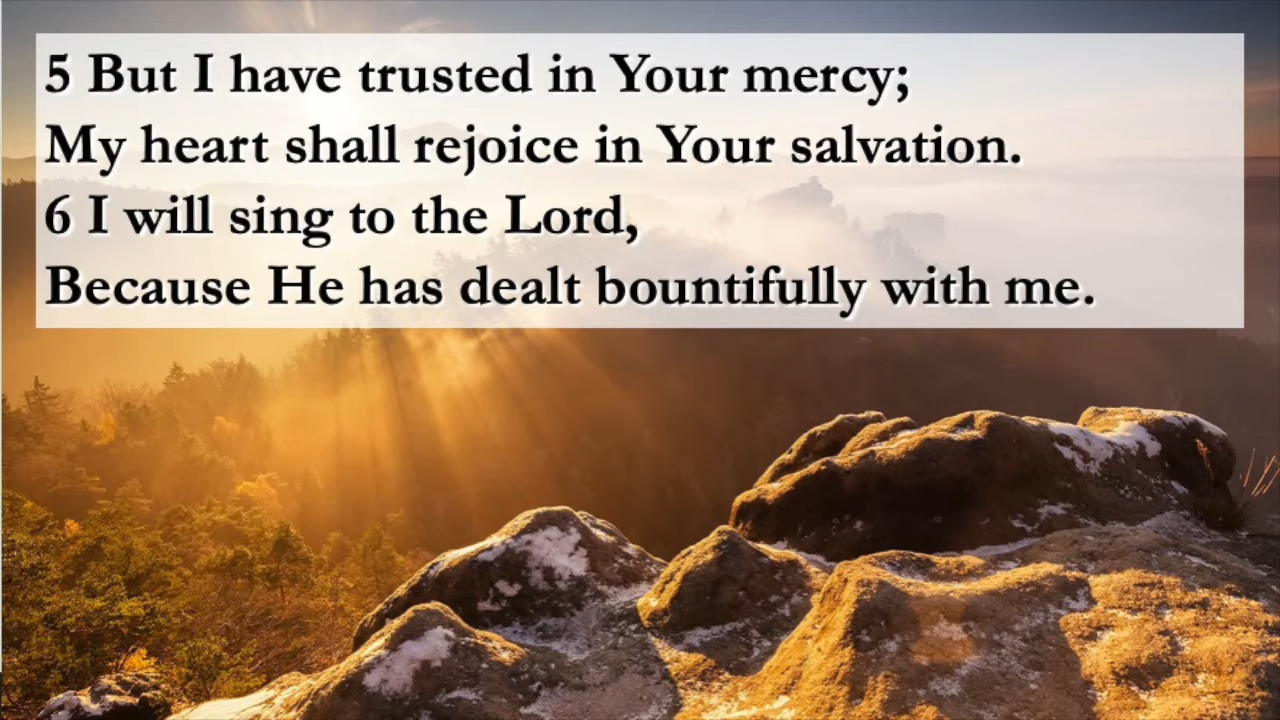 5 But I have trusted in Your mercy;
My heart shall rejoice in Your salvation.
6 I will sing to the Lord,
Because He has dealt bountifully with me.